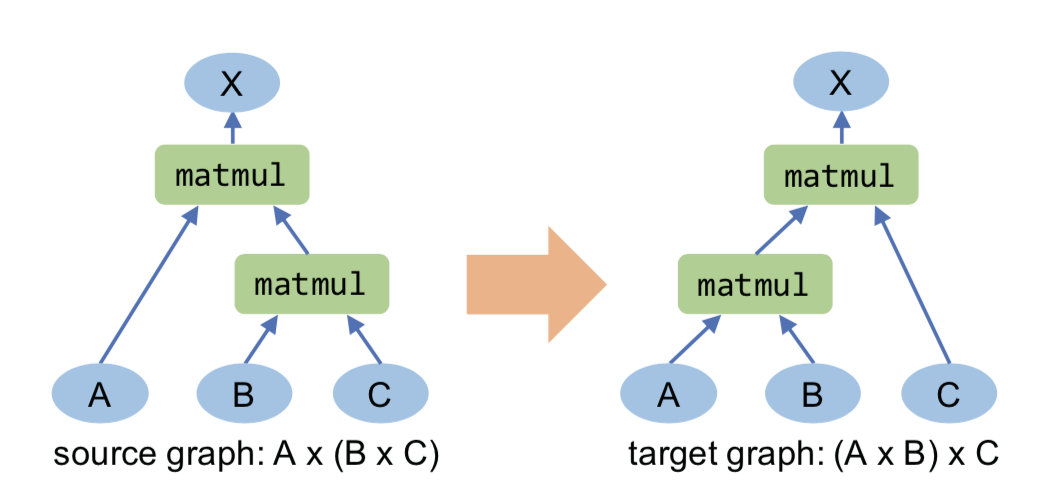 X
matmul
matmul
A B C
source graph: A x (B x C)
X
matmul
matmul
A B C
target graph: (A x B) x C